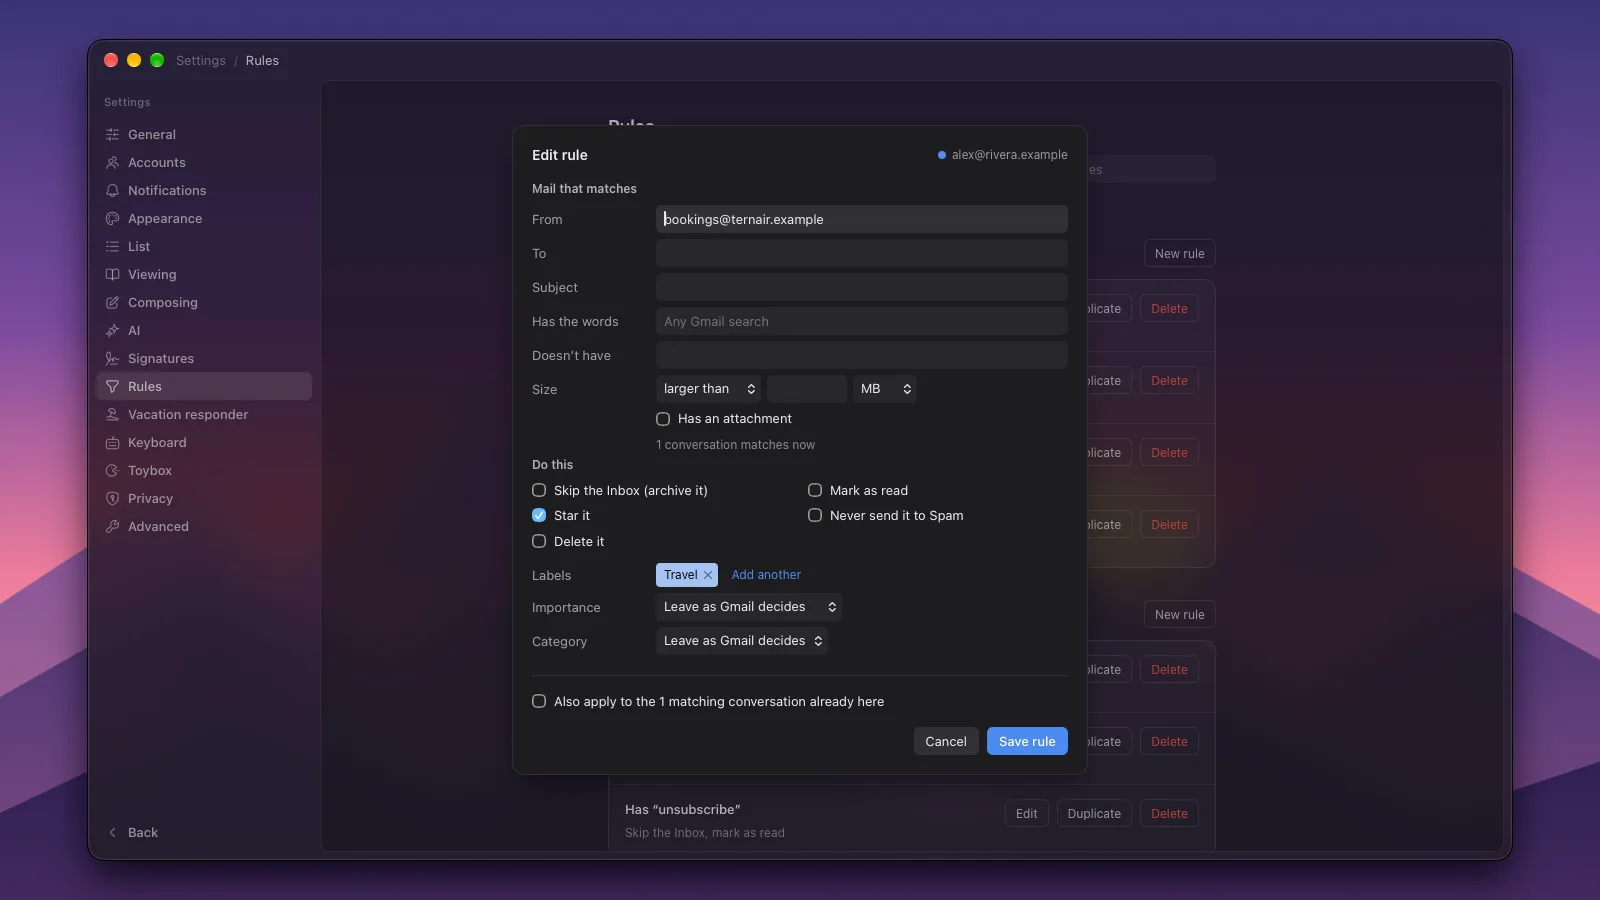 Settings / Rules
Settings
General
Accounts
Notifications
Appearance
List
Viewing
Composing
AI
Signatures
Rules
Vacation responder
Keyboard
Toybox
Privacy
Advanced
Back
Rules
Edit rule
alex@rivera.example
Mail that matches
From bookings@ternair.example
To
Subject
Has the words Any Gmail search
Doesn’t have
Size larger than MB
Has an attachment
1 conversation matches now
Do this
Skip the Inbox (archive it) Mark as read
Star it Never send it to Spam
Delete it
Labels Travel Add another
Importance Leave as Gmail decides
Category Leave as Gmail decides
Also apply to the 1 matching conversation already here
Cancel Save rule
New rule
Delete
Delete
Delete
Delete
New rule
Delete
Delete
Has “unsubscribe”
Skip the Inbox, mark as read
Edit Duplicate Delete